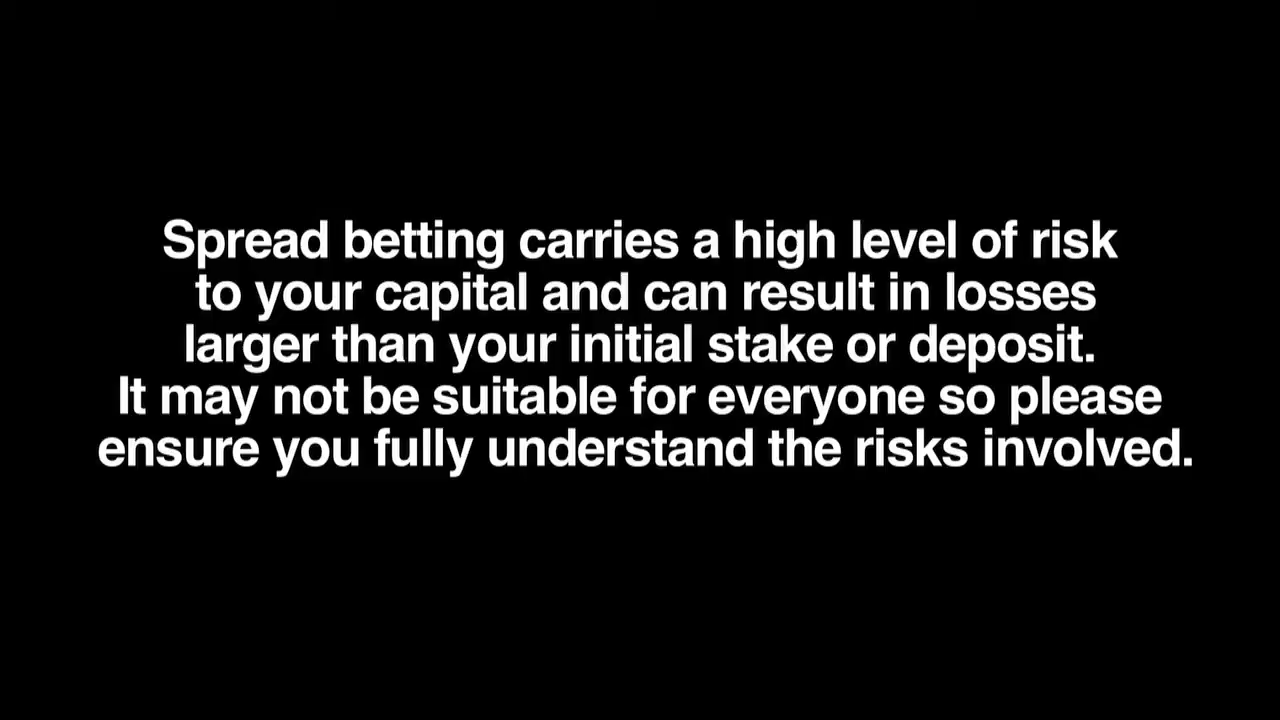 Spread betting carries a high level of risk
to your capital and can result in losses
larger than your initial stake or deposit.
It may not be suitable for everyone so please
ensure you fully understand the risks involved.